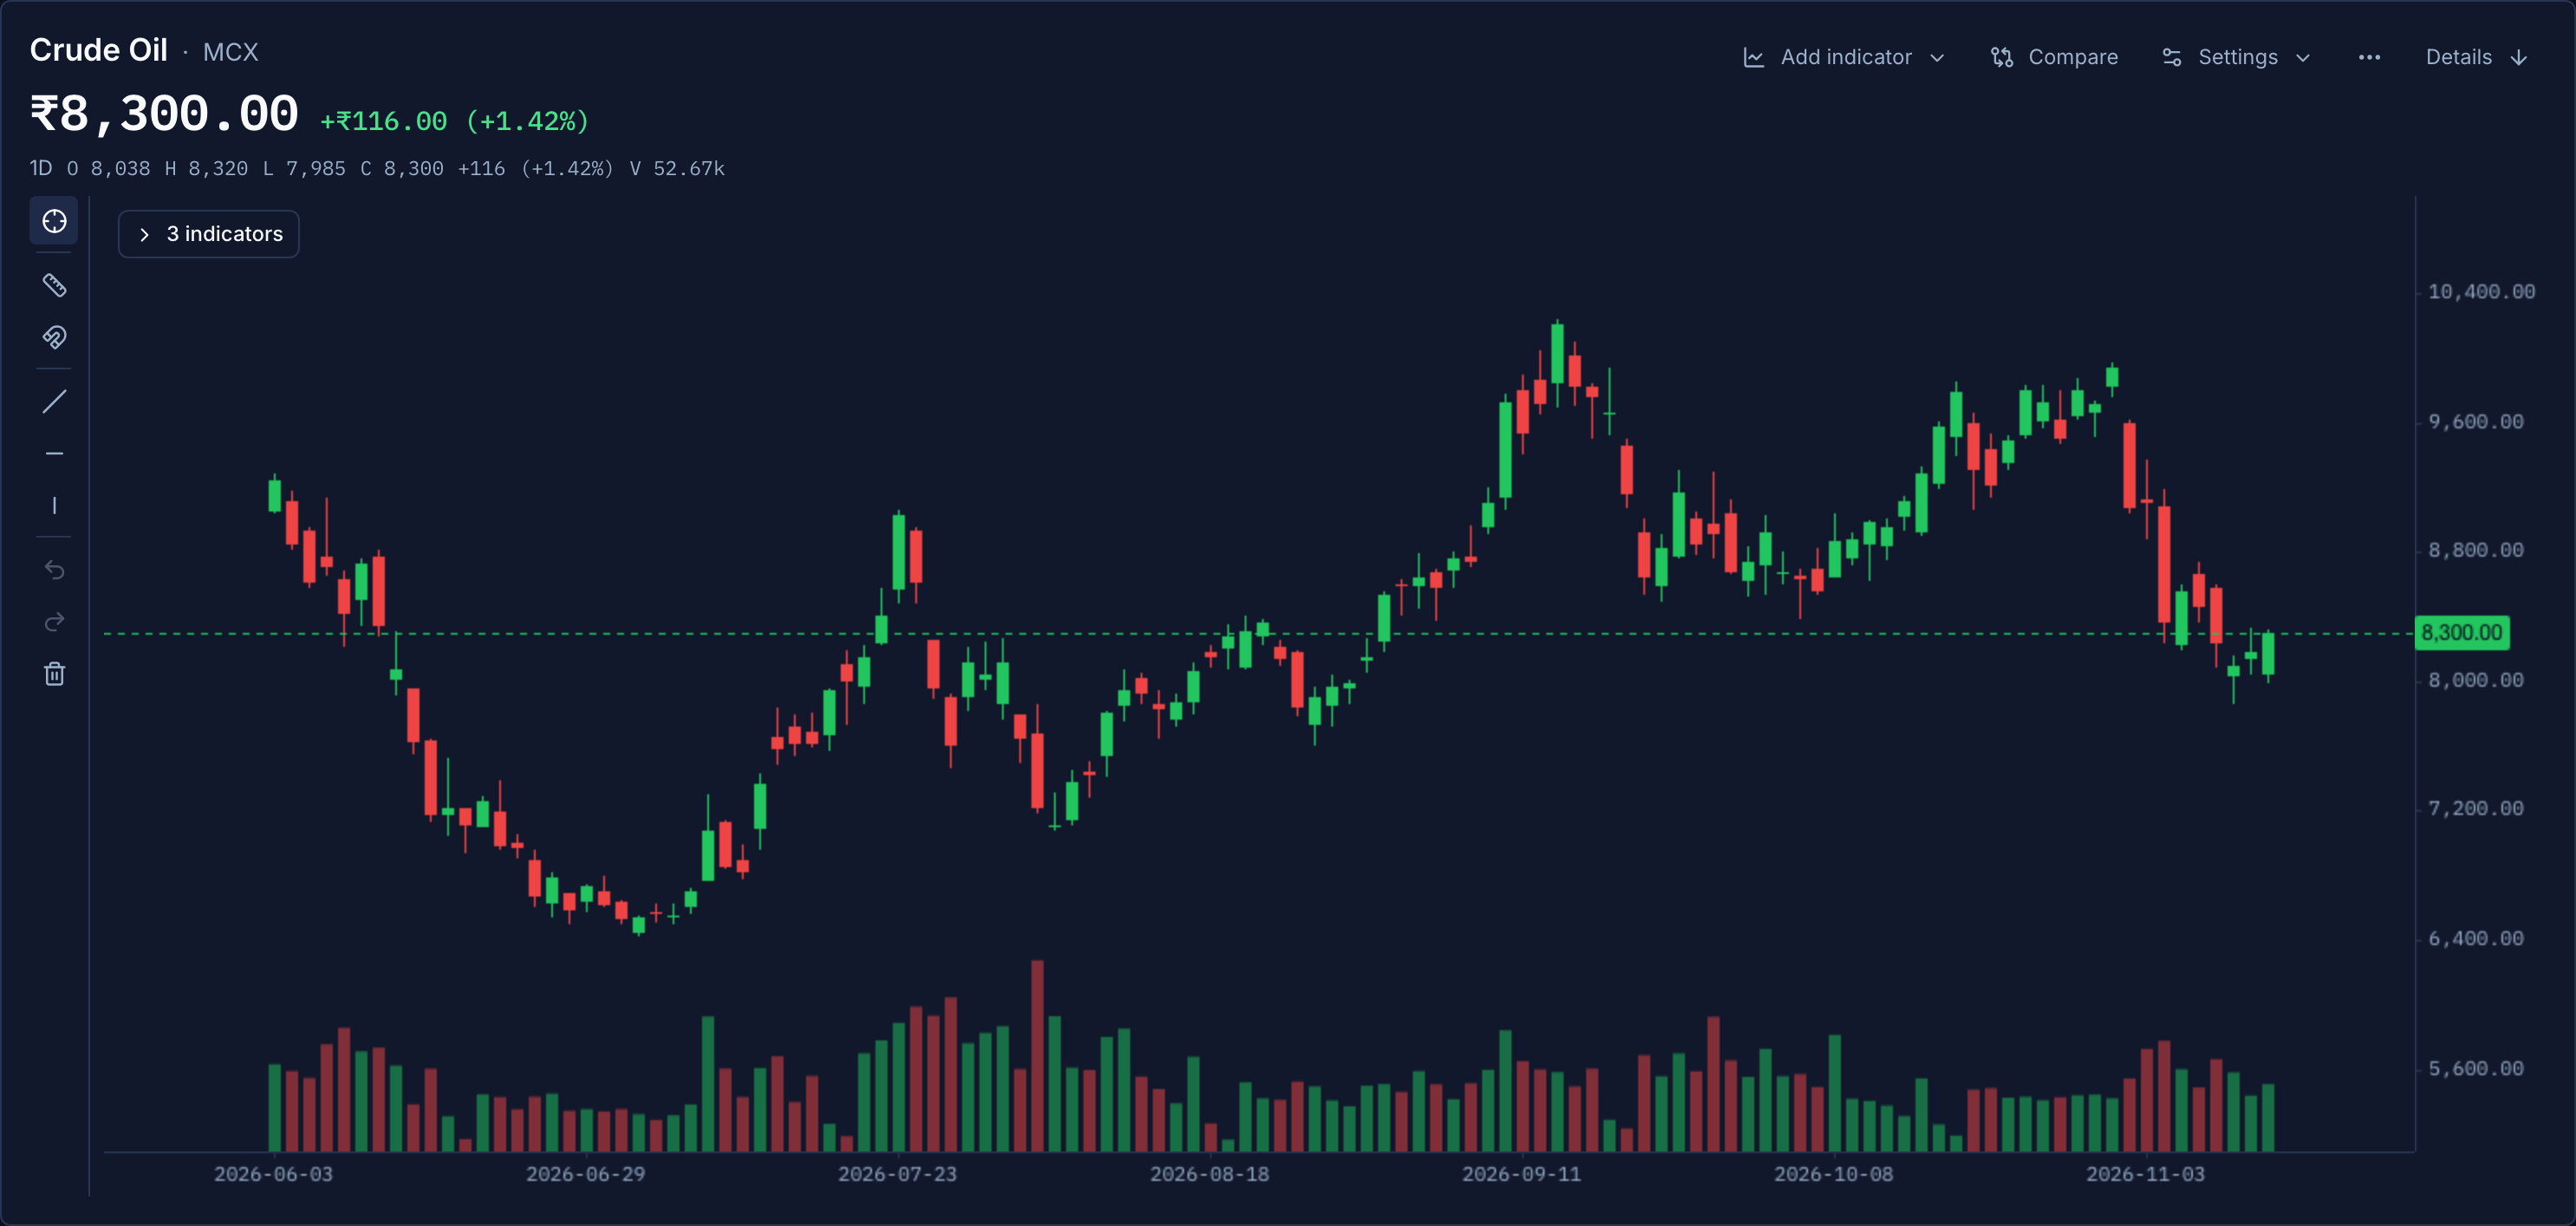 Crude Oil · MCX
Add indicator Compare Settings ... Details
₹8,300.00 +₹116.00 (+1.42%)
1D O 8,038 H 8,320 L 7,985 C 8,300 +116 (+1.42%) V 52.67k
3 indicators
10,400.00
9,600.00
8,800.00
8,300.00
8,000.00
7,200.00
6,400.00
5,600.00
2026-06-03 2026-06-29 2026-07-23 2026-08-18 2026-09-11 2026-10-08 2026-11-03